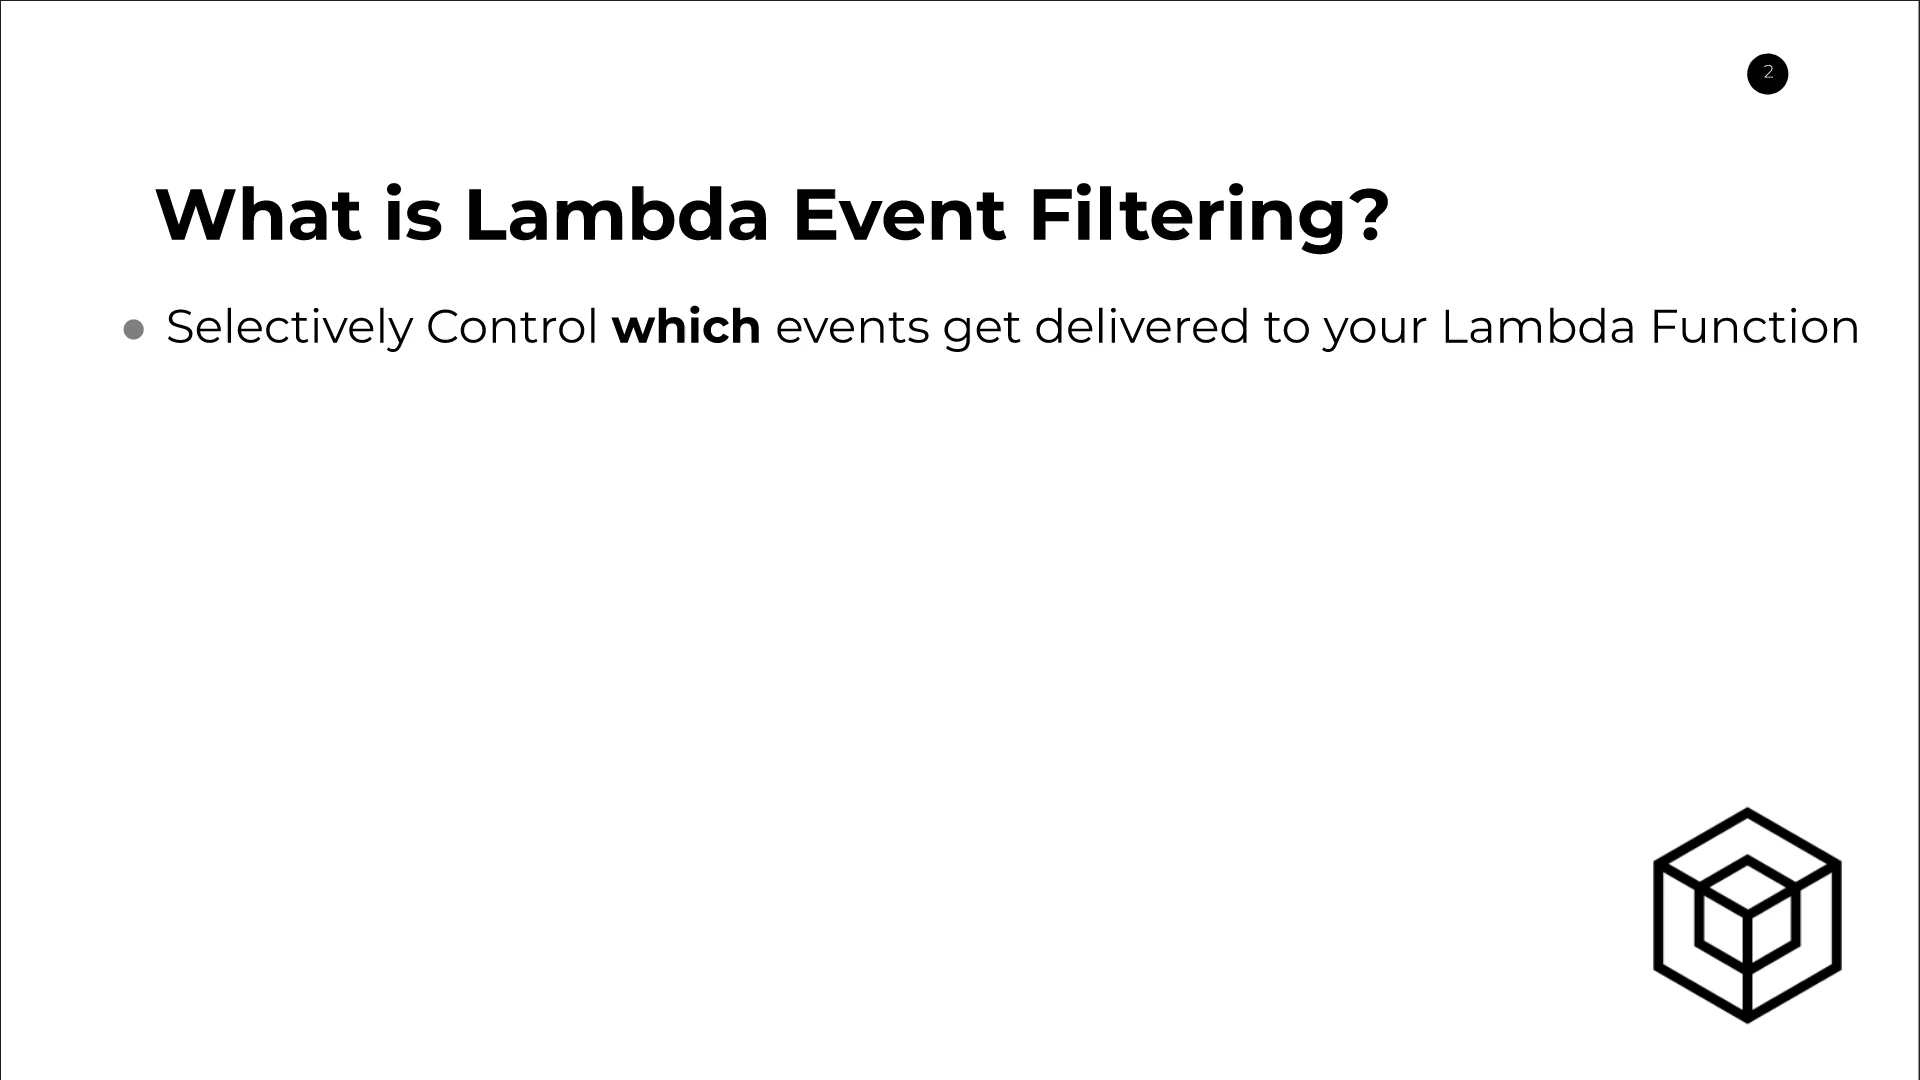 2
What is Lambda Event Filtering?
Selectively Control which events get delivered to your Lambda Function